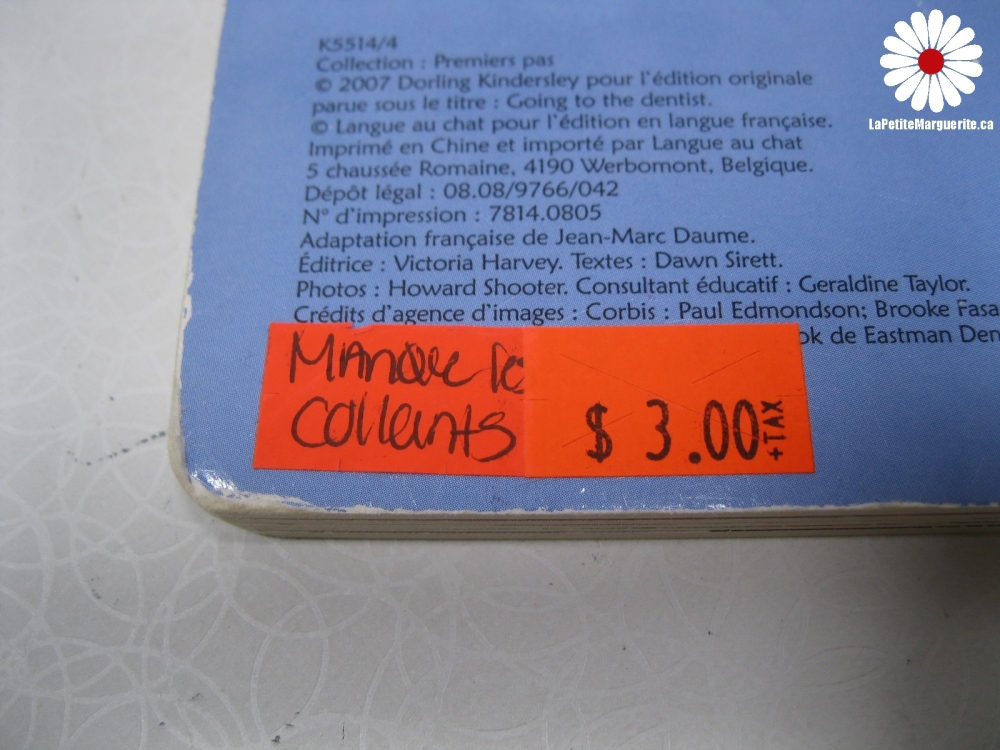 LaPetiteMarguerite.ca
K5514/4
Collection : Premiers pas
© 2007 Dorling Kindersley pour l'édition originale
parue sous le titre : Going to the dentist.
© Langue au chat pour l'édition en langue française.
Imprimé en Chine et importé par Langue au chat
5 chaussée Romaine, 4190 Werbomont, Belgique.
Dépôt légal : 08.08/9766/042
N° d'impression : 7814.0805
Adaptation française de Jean-Marc Daume.
Éditrice : Victoria Harvey. Textes : Dawn Sirett.
Photos : Howard Shooter. Consultant éducatif : Geraldine Taylor.
Crédits d'agence d'images : Corbis : Paul Edmondson; Brooke Fasa
ok de Eastman Den
MANQUE
COLLANTS
$ 3.00 +TAX